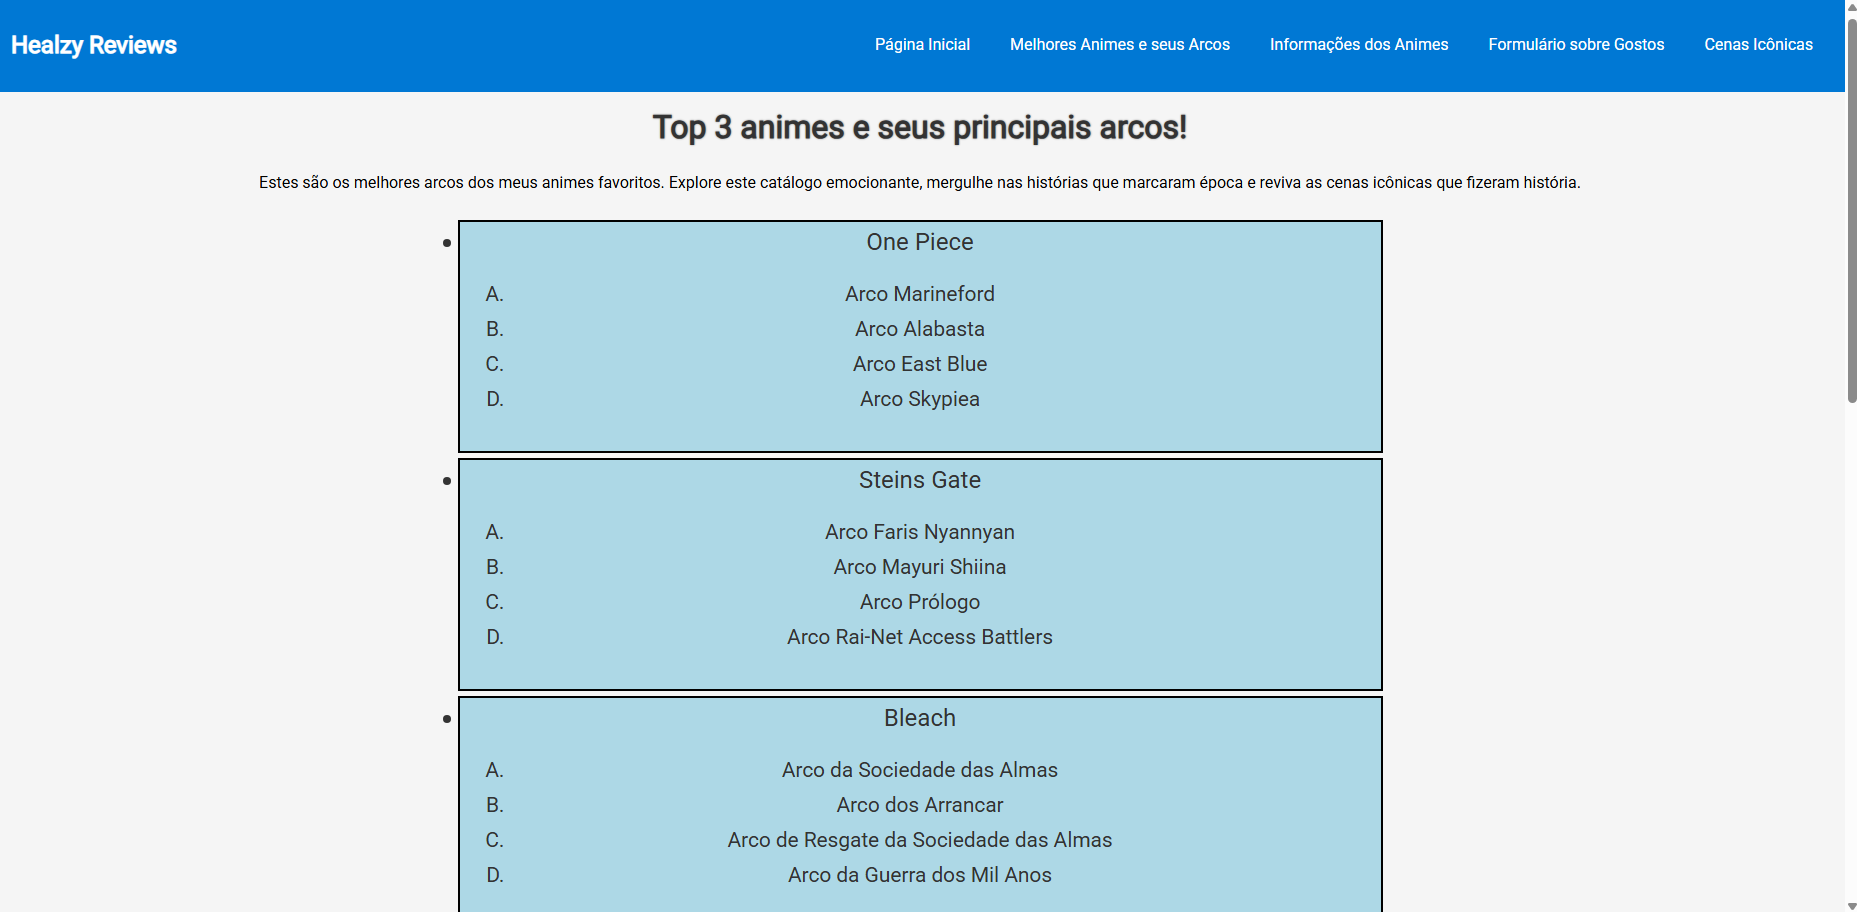 Healzy Reviews
Página Inicial
Melhores Animes e seus Arcos
Informações dos Animes
Formulário sobre Gostos
Cenas Icônicas
Top 3 animes e seus principais arcos!
Estes são os melhores arcos dos meus animes favoritos. Explore este catálogo emocionante, mergulhe nas histórias que marcaram época e reviva as cenas icônicas que fizeram história.
One Piece
A. Arco Marineford
B. Arco Alabasta
C. Arco East Blue
D. Arco Skypiea
Steins Gate
A. Arco Faris Nyannyan
B. Arco Mayuri Shiina
C. Arco Prólogo
D. Arco Rai-Net Access Battlers
Bleach
A. Arco da Sociedade das Almas
B. Arco dos Arrancar
C. Arco de Resgate da Sociedade das Almas
D. Arco da Guerra dos Mil Anos